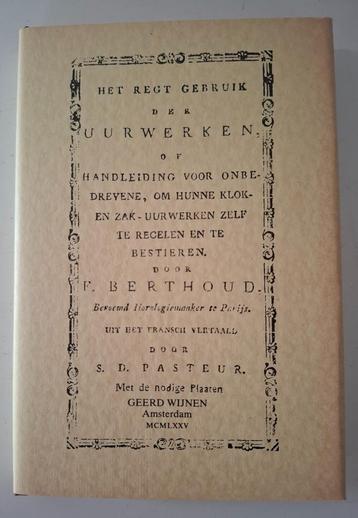 HET REGT GEBRUIK
DER
UURWERKEN,
OF
HANDLEIDING VOOR ONBE-
DREVENE, OM HUNNE KLOK-
EN ZAK-UURWERKEN ZELF
TE REGELEN EN TE
BESTIEREN.
DOOR
F. BERTHOUD.
Beroemd Horologiemaaker te Parijs.
UIT HET FRANSCH VERTAALD
DOOR
S. D. PASTEUR.
Met de nodige Plaaten
GEERD WIJNEN
Amsterdam
MCMLXXV